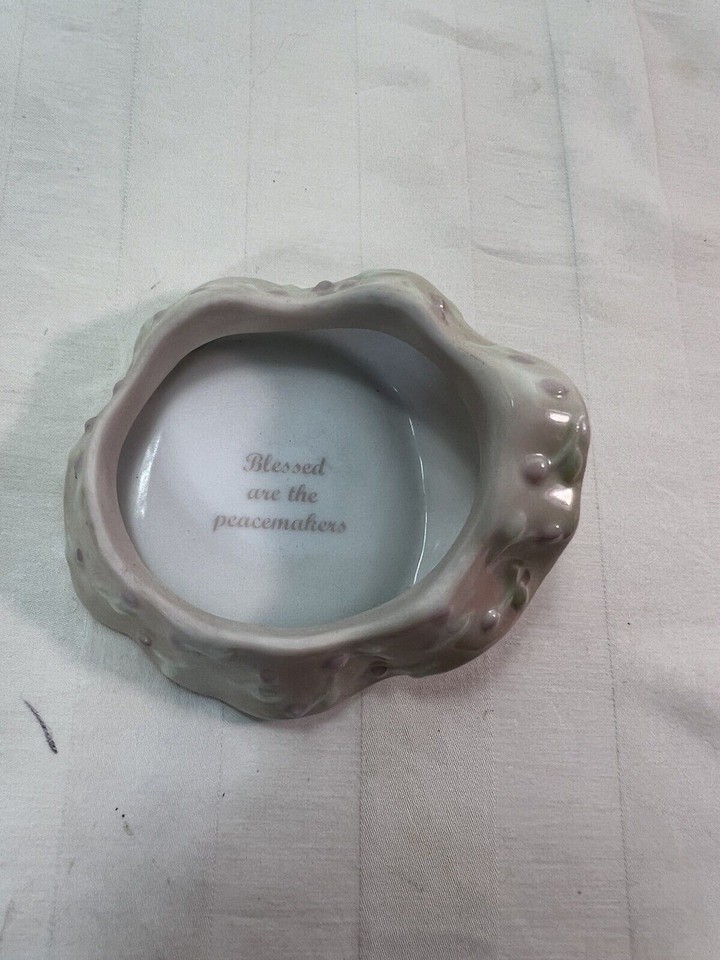 Blessed
are the
peacemakers